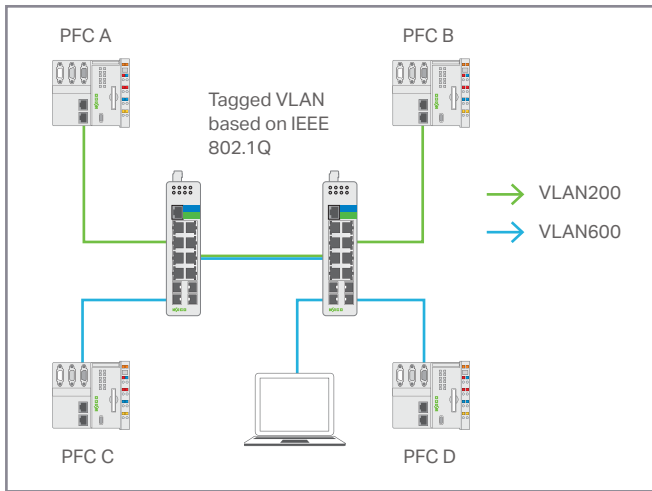 PFC A
PFC B
Tagged VLAN
based on IEEE
802.1Q
VLAN200
VLAN600
PFC C
PFC D